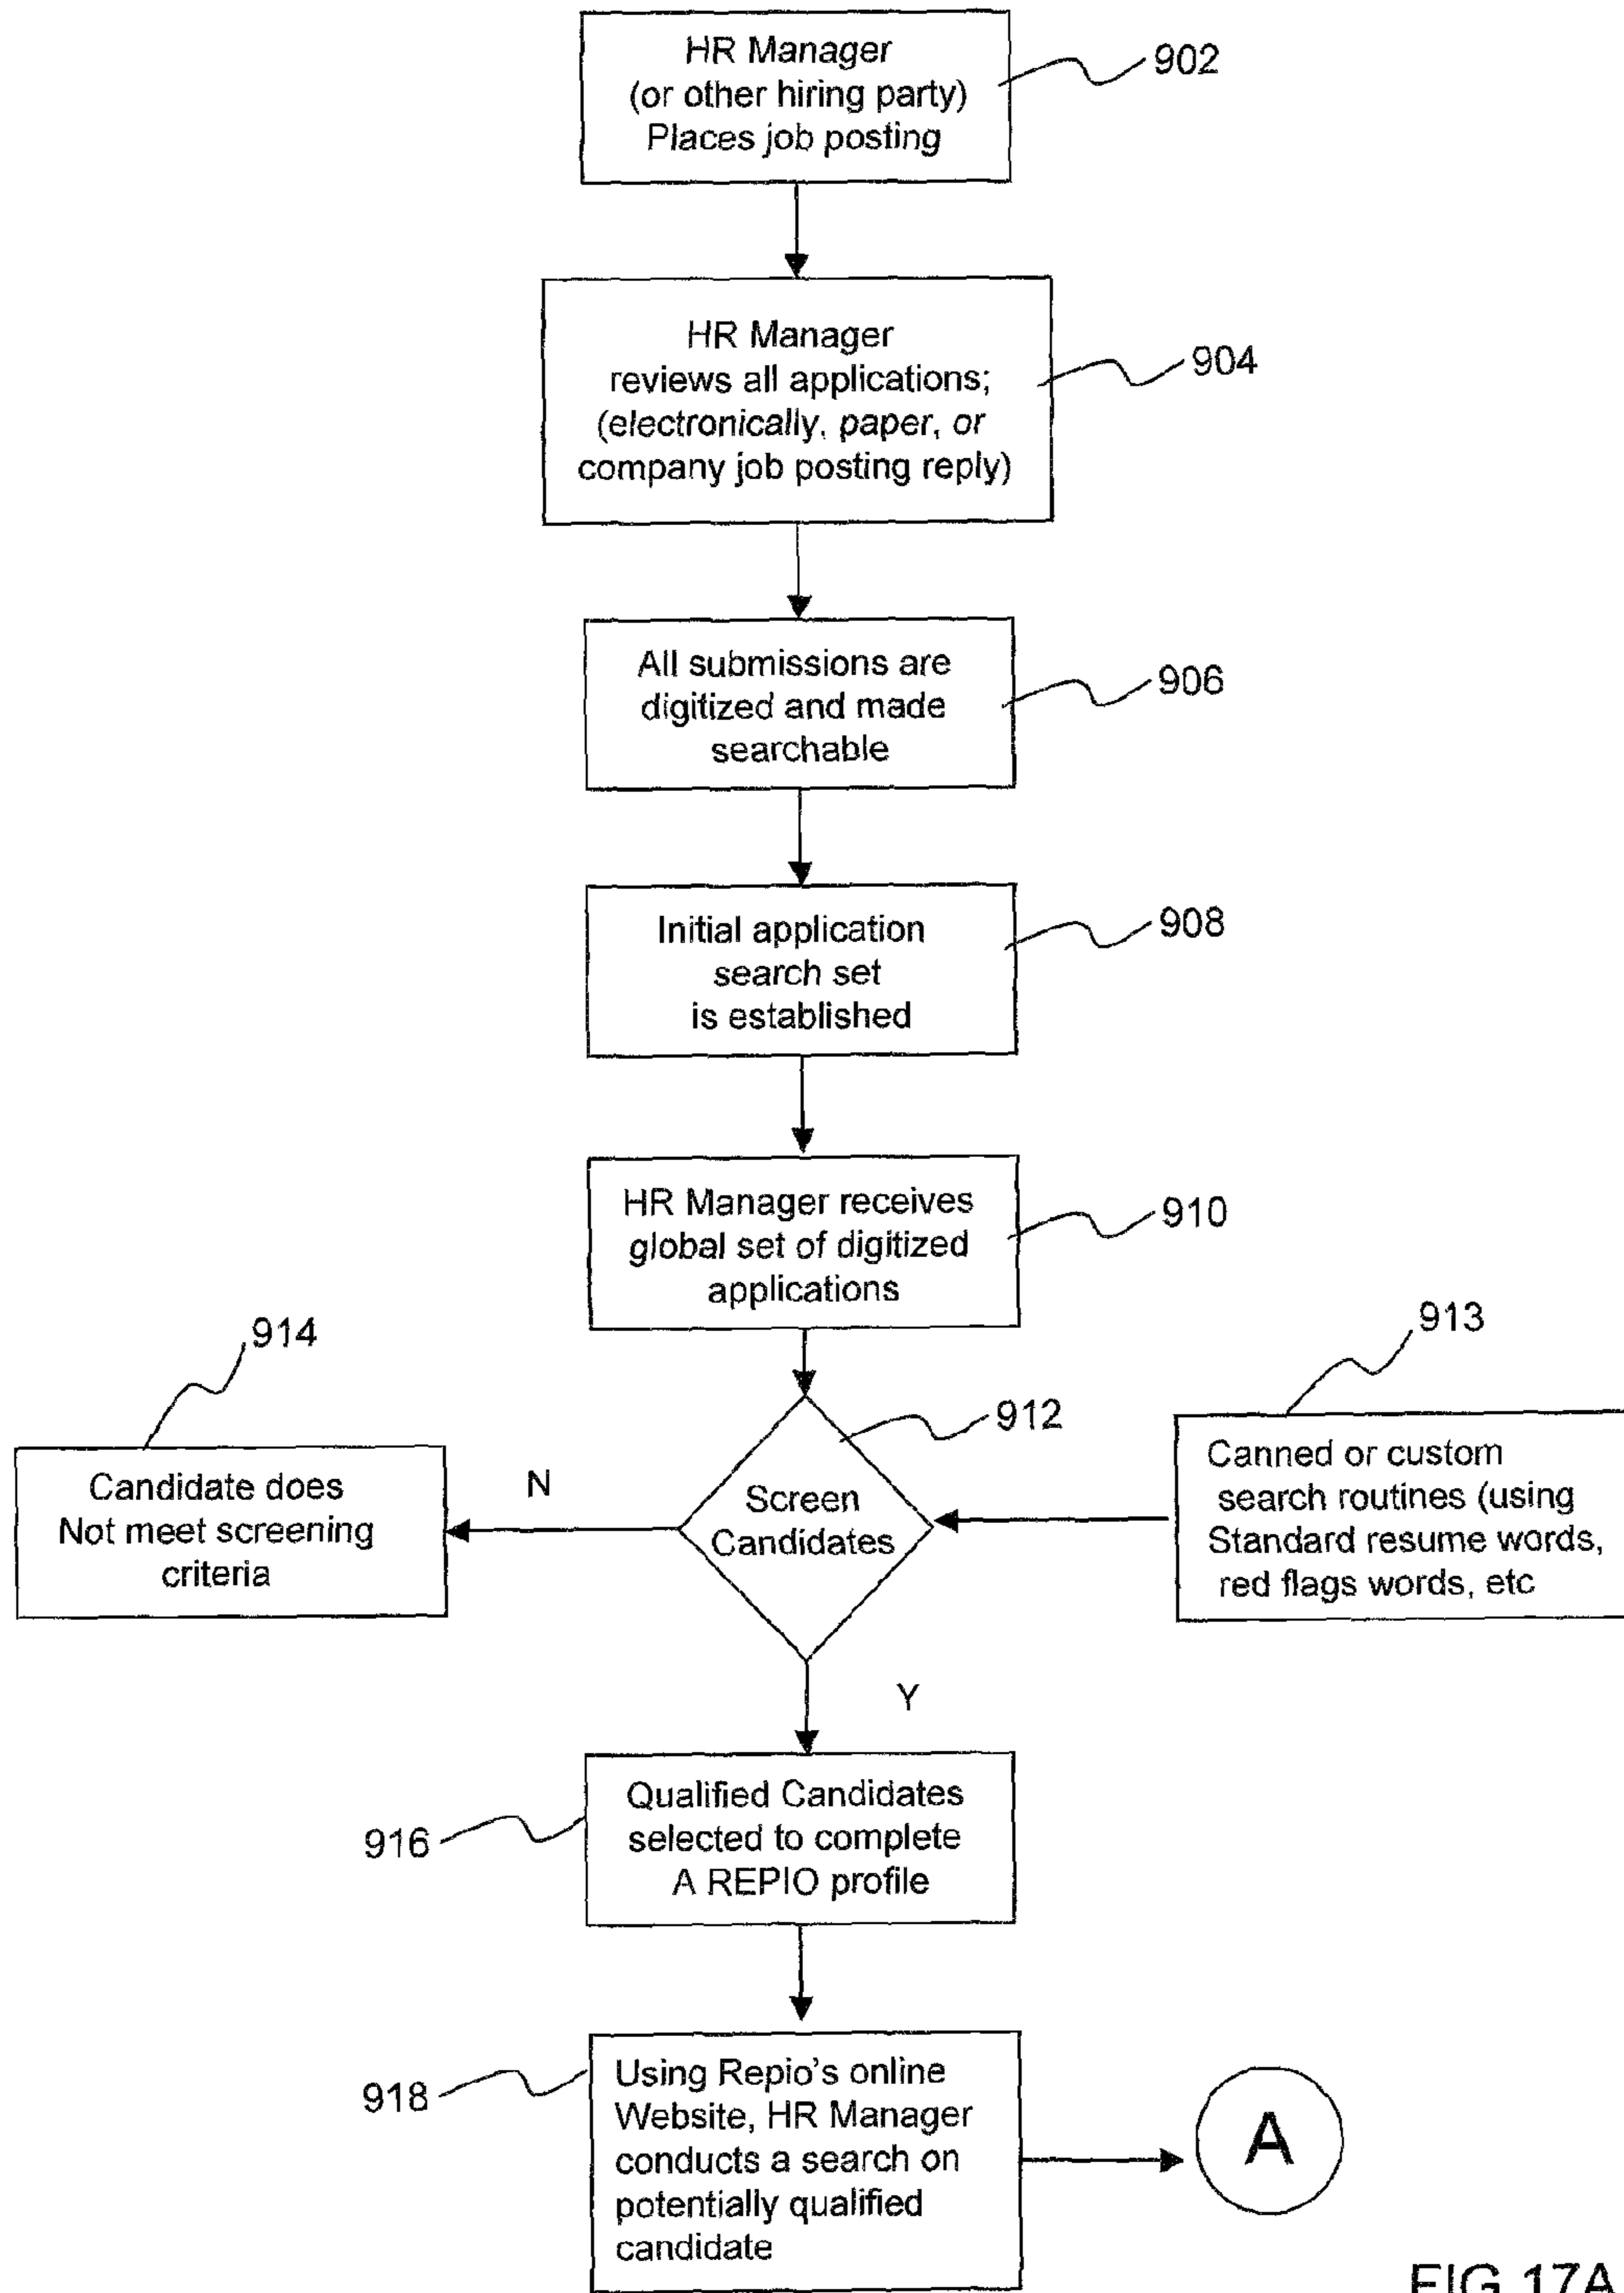 HR Manager
(or other hiring party)
Places job posting
902
HR Manager
reviews all applications;
(electronically, paper, or
company job posting reply)
904
All submissions are
digitized and made
searchable
906
Initial application
search set
is established
908
HR Manager receives
global set of digitized
applications
910
914
913
912
Candidate does
Not meet screening
criteria
N
Screen
Candidates
Canned or custom
search routines (using
Standard resume words,
red flags words, etc
Y
Qualified Candidates
selected to complete
A REPIO profile
916
Using Repio's online
Website, HR Manager
conducts a search on
potentially qualified
candidate
918
A
FIG.17A